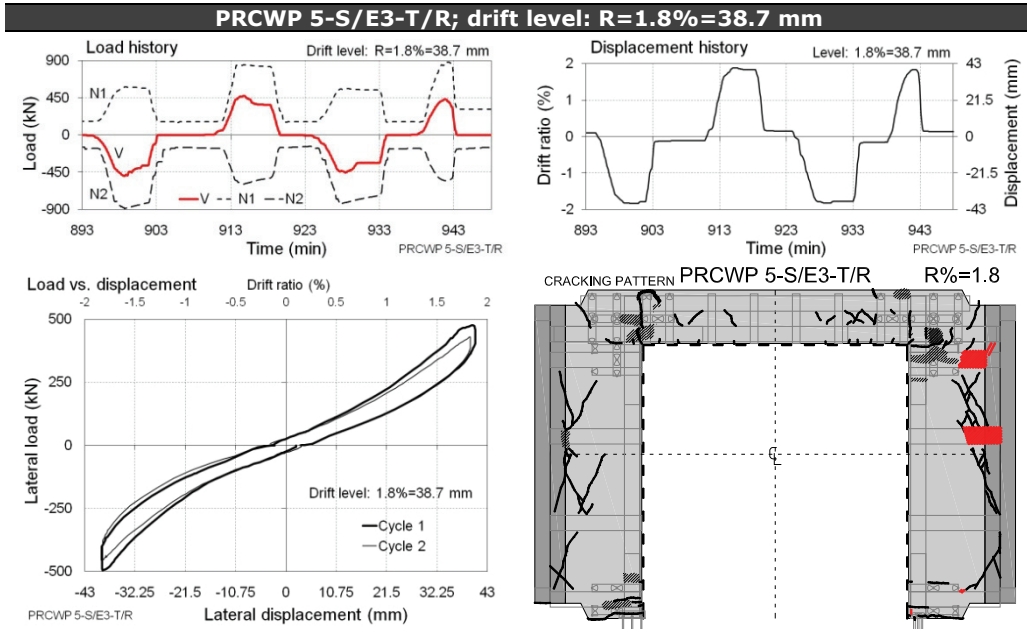 PRCWP 5-S/E3-T/R; drift level: R=1.8%=38.7 mm
Load history
Drift level: R=1.8%=38.7 mm
900
450
0
-450
-900
Load (kN)
N1
V
N2
V N1 N2
893 903 913 923 933 943
Time (min)
PRCWP 5-S/E3-T/R
Displacement history
Level: 1.8%=38.7 mm
2
1
0
-1
-2
Drift ratio (%)
43
21.5
0
-21.5
-43
Displacement (mm)
893 903 913 923 933 943
Time (min)
PRCWP 5-S/E3-T/R
Load vs. displacement
Drift ratio (%)
-2 -1.5 -1 -0.5 0 0.5 1 1.5 2
500
250
0
-250
-500
Lateral load (kN)
Drift level: 1.8%=38.7 mm
Cycle 1
Cycle 2
-43 -32.25 -21.5 -10.75 0 10.75 21.5 32.25 43
PRCWP 5-S/E3-T/R
Lateral displacement (mm)
CRACKING PATTERN PRCWP 5-S/E3-T/R R%=1.8
℄